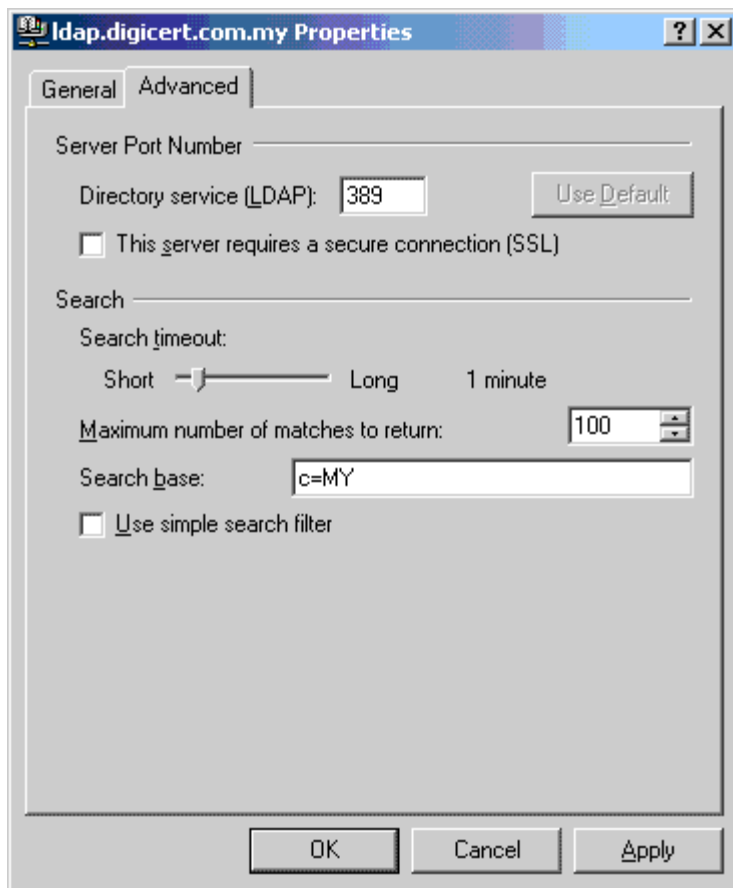 ldap.digicert.com.my Properties
General Advanced
Server Port Number
Directory service (LDAP): 389 Use Default
This server requires a secure connection (SSL)
Search
Search timeout:
Short Long 1 minute
Maximum number of matches to return: 100
Search base: c=MY
Use simple search filter
OK Cancel Apply